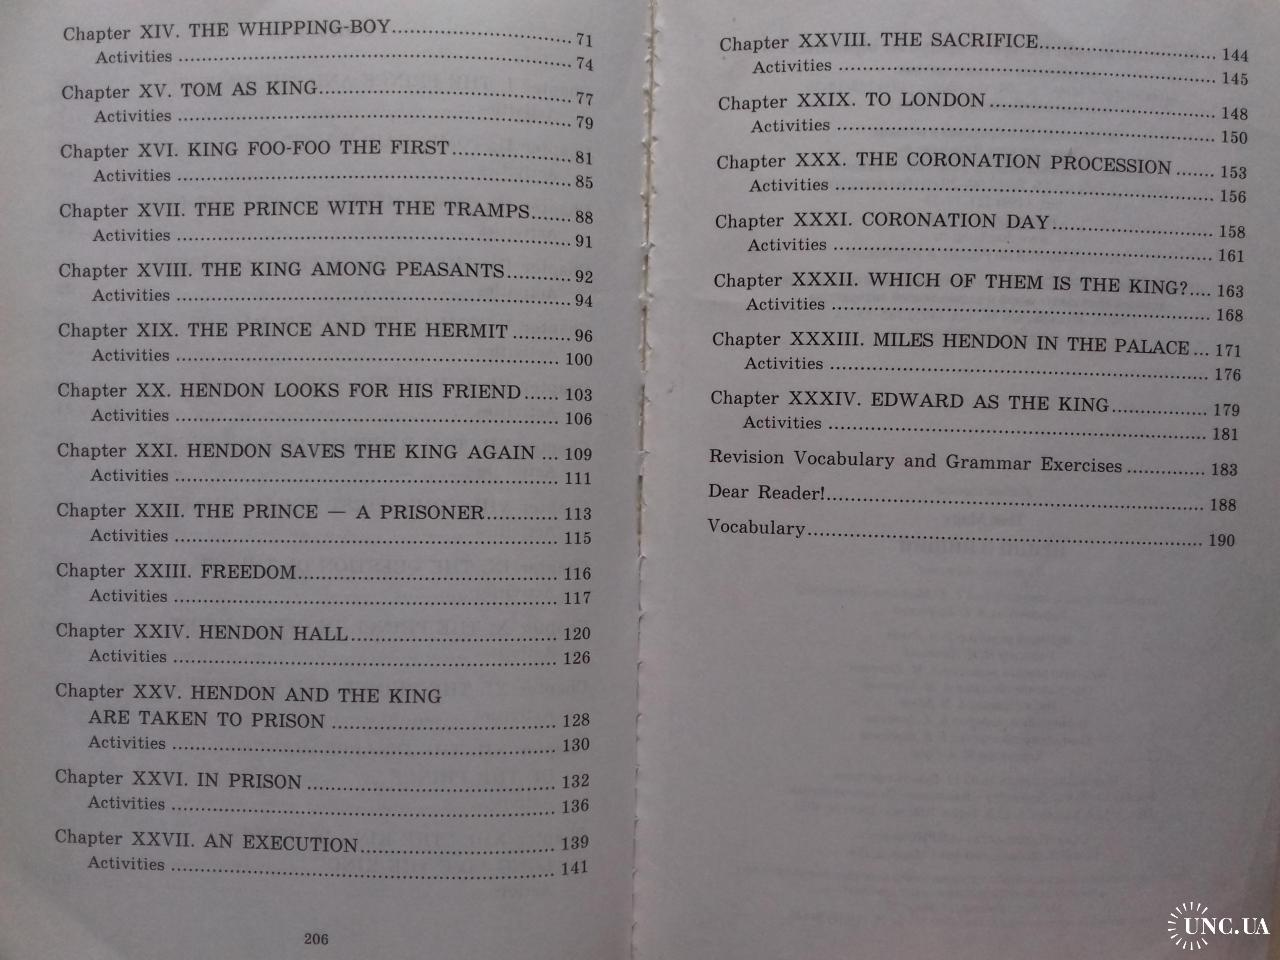 Chapter XIV. THE WHIPPING-BOY........................... 71
Activities ........................................................ 74
Chapter XV. TOM AS KING................................... 77
Activities ........................................................ 79
Chapter XVI. KING FOO-FOO THE FIRST................. 81
Activities ........................................................ 85
Chapter XVII. THE PRINCE WITH THE TRAMPS...... 88
Activities ........................................................ 91
Chapter XVIII. THE KING AMONG PEASANTS.......... 92
Activities ........................................................ 94
Chapter XIX. THE PRINCE AND THE HERMIT ......... 96
Activities ........................................................ 100
Chapter XX. HENDON LOOKS FOR HIS FRIEND...... 103
Activities ........................................................ 106
Chapter XXI. HENDON SAVES THE KING AGAIN ... 109
Activities ........................................................ 111
Chapter XXII. THE PRINCE — A PRISONER............ 113
Activities ........................................................ 115
Chapter XXIII. FREEDOM....................................... 116
Activities ........................................................ 117
Chapter XXIV. HENDON HALL............................... 120
Activities ........................................................ 126
Chapter XXV. HENDON AND THE KING
ARE TAKEN TO PRISON .................................. 128
Activities ........................................................ 130
Chapter XXVI. IN PRISON ..................................... 132
Activities ........................................................ 136
Chapter XXVII. AN EXECUTION............................. 139
Activities ........................................................ 141
206
Chapter XXVIII. THE SACRIFICE........................... 144
Activities ........................................................ 145
Chapter XXIX. TO LONDON .................................. 148
Activities ........................................................ 150
Chapter XXX. THE CORONATION PROCESSION ....... 153
Activities ........................................................ 156
Chapter XXXI. CORONATION DAY......................... 158
Activities ........................................................ 161
Chapter XXXII. WHICH OF THEM IS THE KING?.... 163
Activities ........................................................ 168
Chapter XXXIII. MILES HENDON IN THE PALACE... 171
Activities ........................................................ 176
Chapter XXXIV. EDWARD AS THE KING............... 179
Activities ........................................................ 181
Revision Vocabulary and Grammar Exercises ............ 183
Dear Reader!........................................................ 188
Vocabulary........................................................... 190
UNC.UA